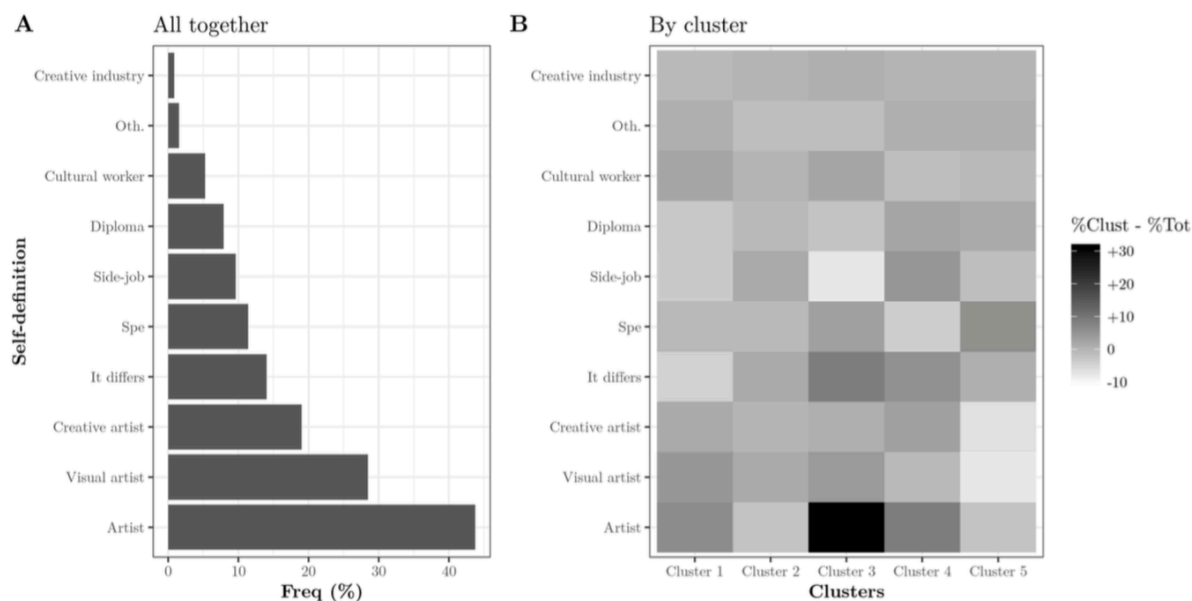 A
All together
Self-definition
Creative industry
Oth.
Cultural worker
Diploma
Side-job
Spe
It differs
Creative artist
Visual artist
Artist
0 10 20 30 40
Freq (%)
B
By cluster
Creative industry
Oth.
Cultural worker
Diploma
Side-job
Spe
It differs
Creative artist
Visual artist
Artist
Cluster 1 Cluster 2 Cluster 3 Cluster 4 Cluster 5
Clusters
%Clust - %Tot
+30
+20
+10
0
-10